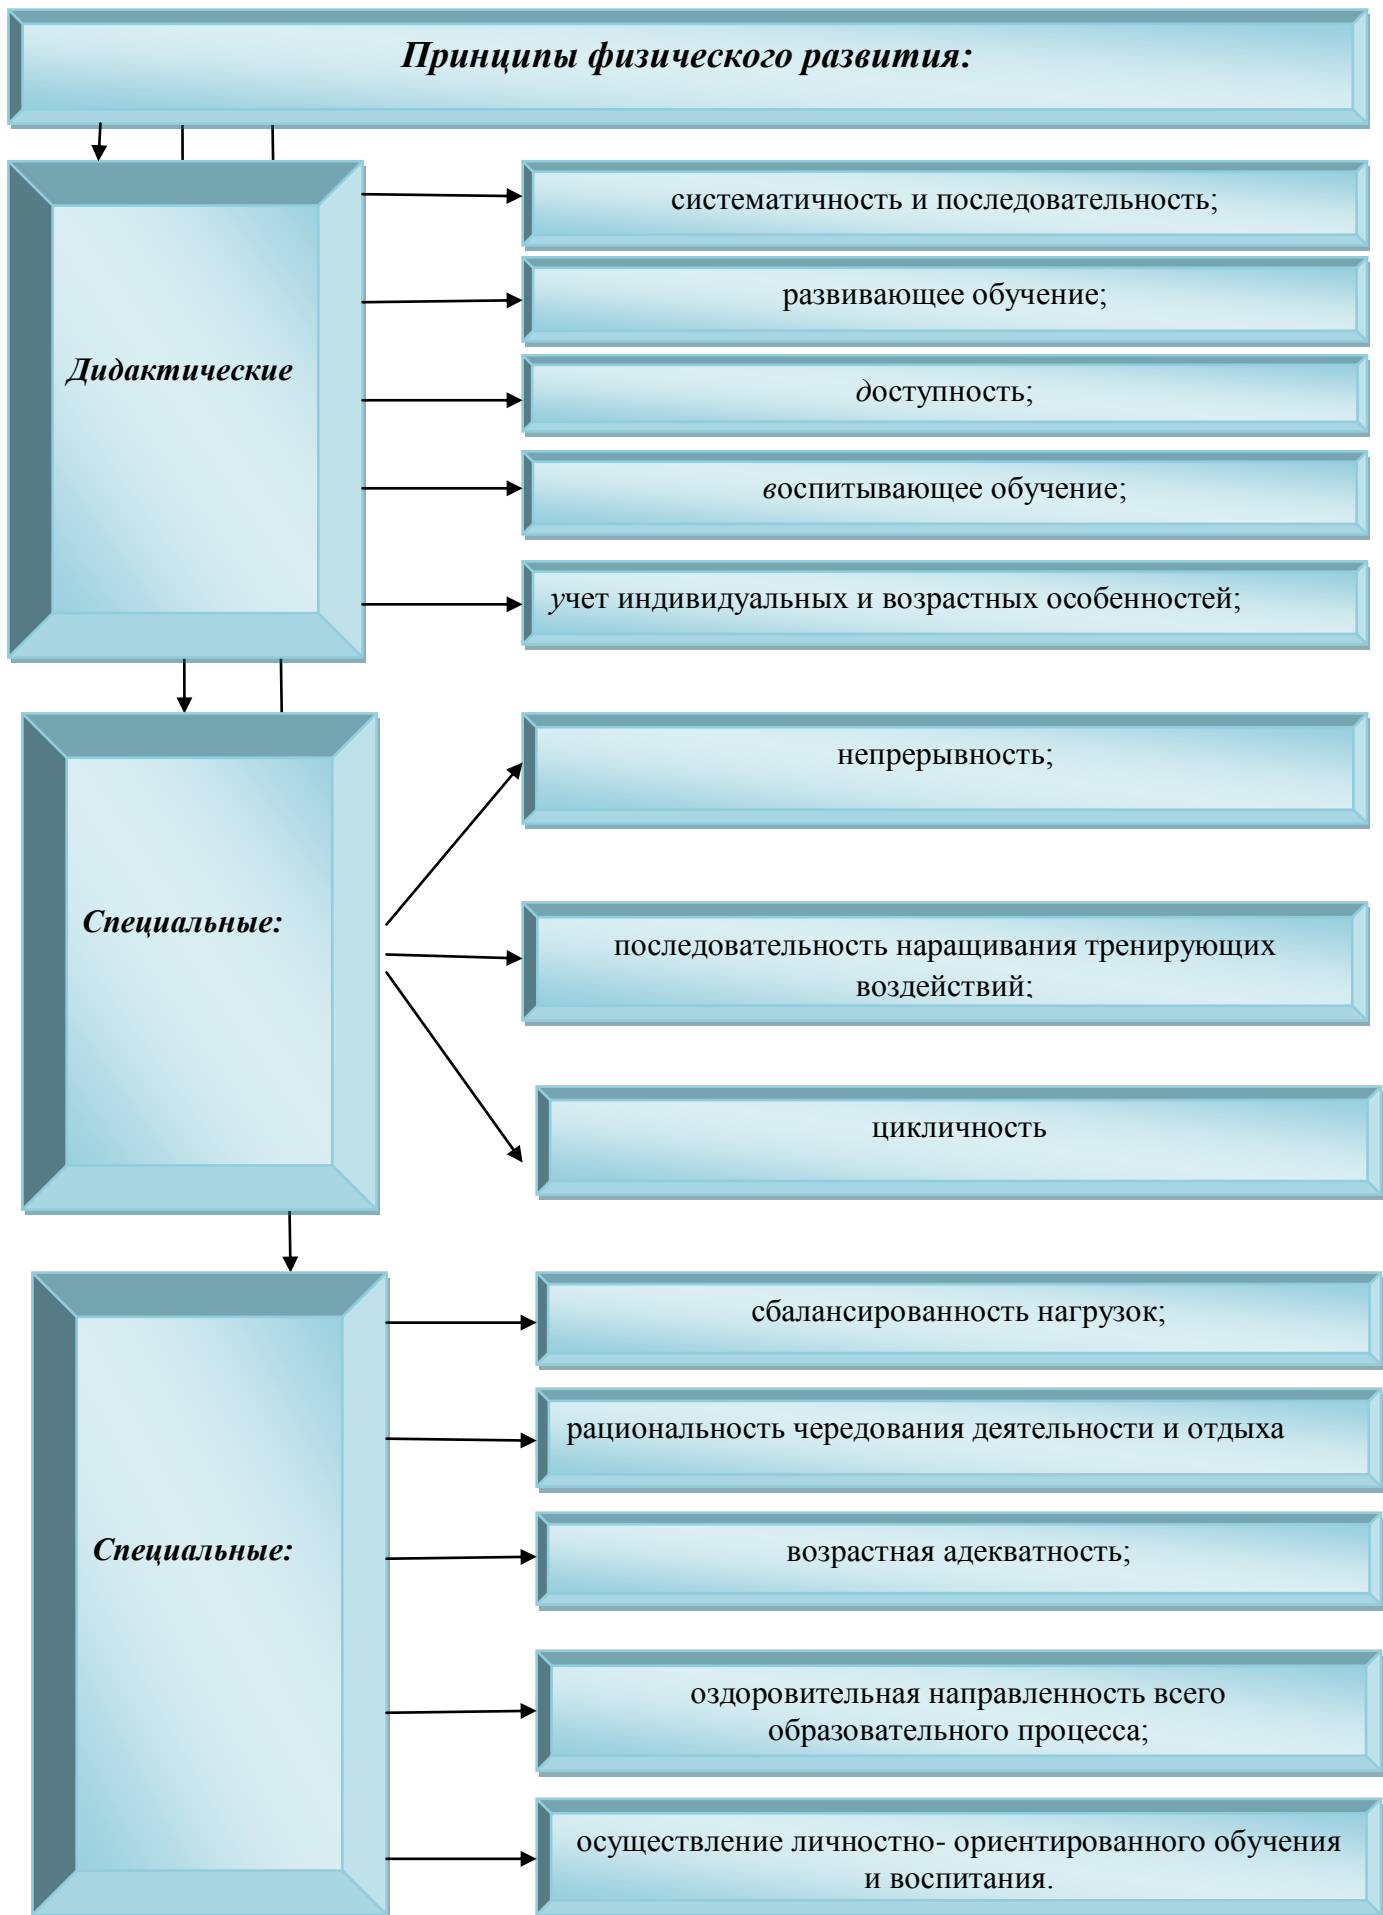 Принципы физического развития:
Дидактические
систематичность и последовательность;
развивающее обучение;
доступность;
воспитывающее обучение;
учет индивидуальных и возрастных особенностей;
Специальные:
непрерывность;
последовательность наращивания тренирующих
воздействий;
цикличность
Специальные:
сбалансированность нагрузок;
рациональность чередования деятельности и отдыха
возрастная адекватность;
оздоровительная направленность всего
образовательного процесса;
осуществление личностно- ориентированного обучения
и воспитания.